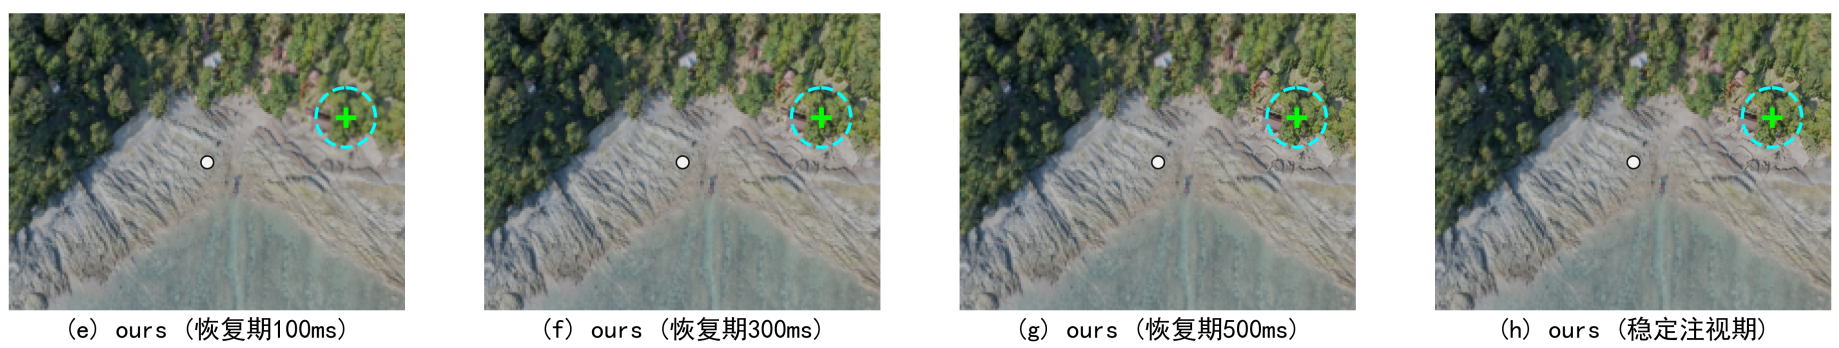 (e) ours (恢复期100ms)
(f) ours (恢复期300ms)
(g) ours (恢复期500ms)
(h) ours (稳定注视期)